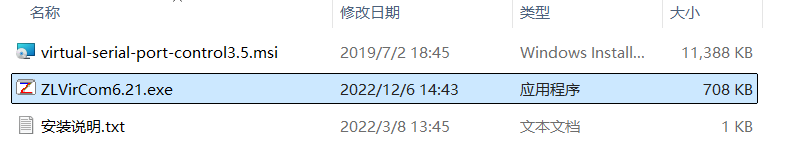 名称 修改日期 类型 大小
virtual-serial-port-control3.5.msi 2019/7/2 18:45 Windows Install... 11,388 KB
ZLVirCom6.21.exe 2022/12/6 14:43 应用程序 708 KB
安装说明.txt 2022/3/8 13:45 文本文档 1 KB